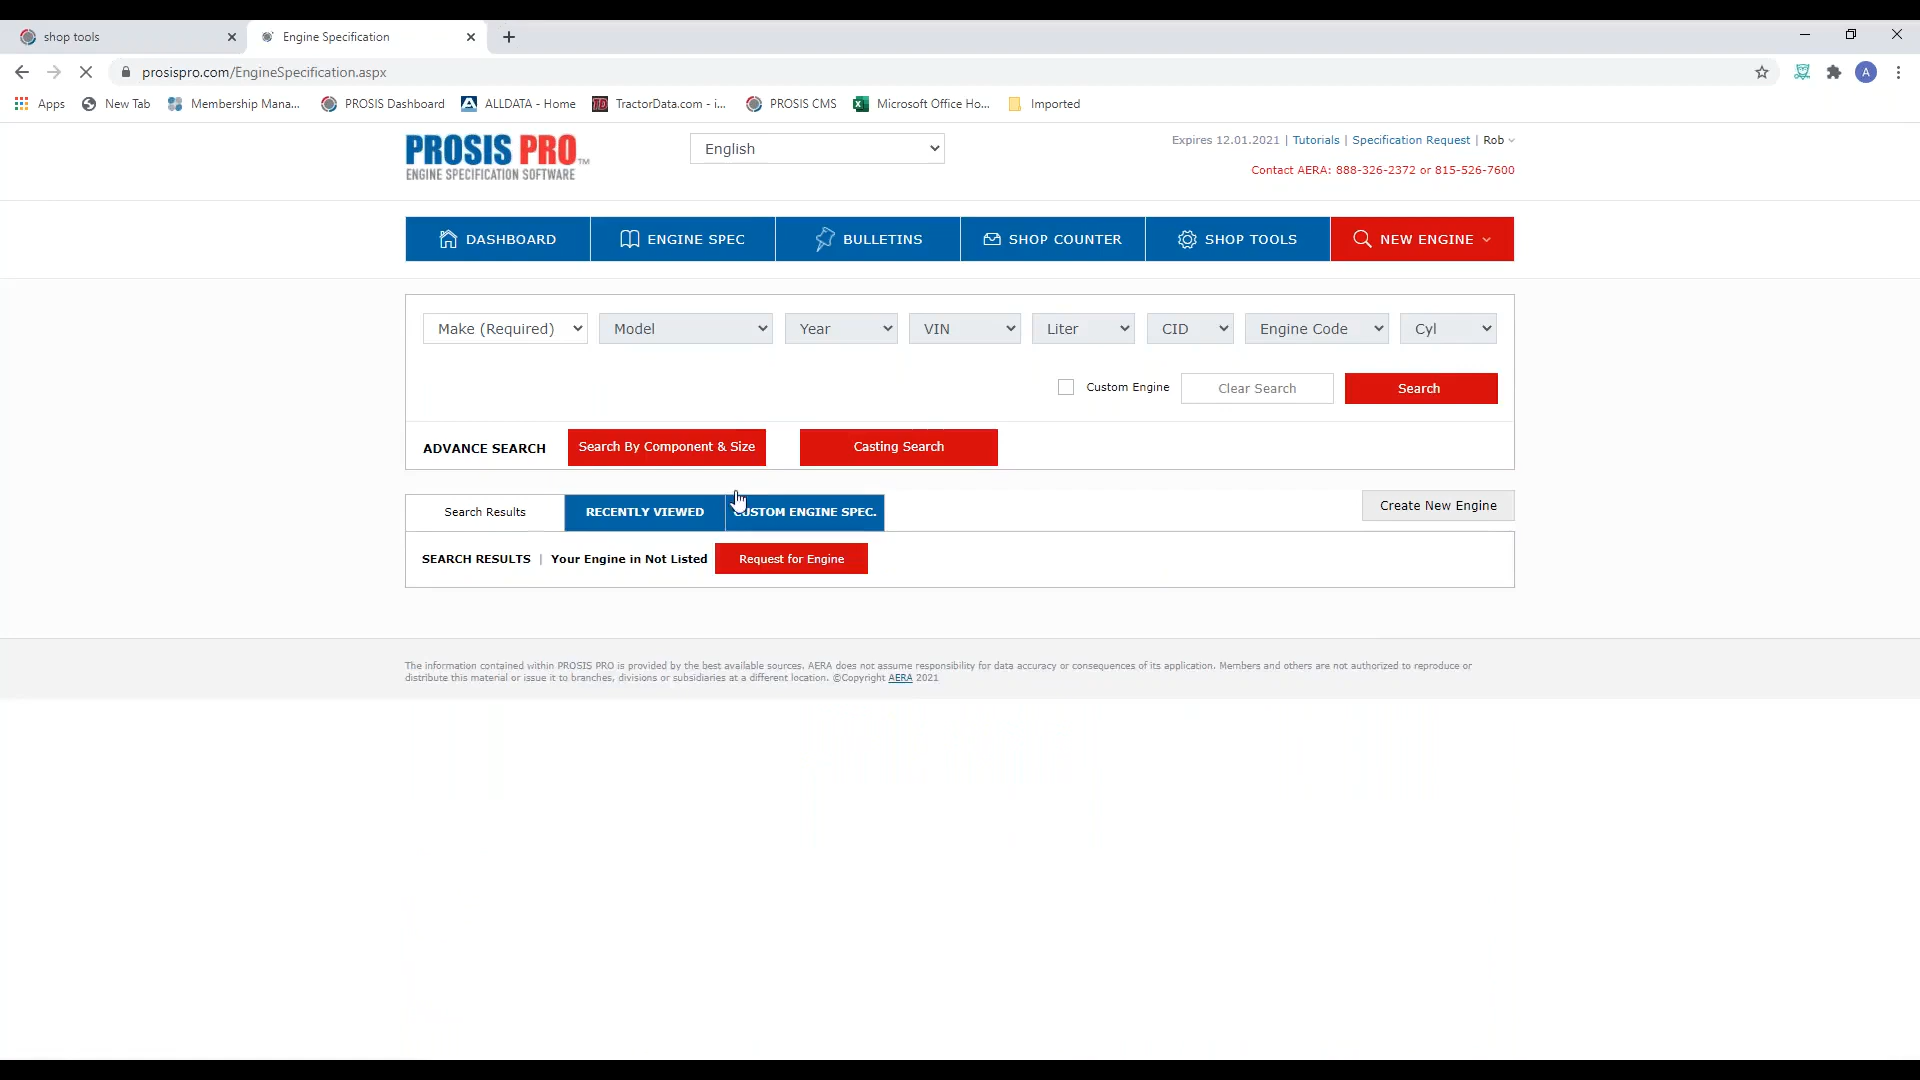 shop tools
Engine Specification
prosispro.com/EngineSpecification.aspx
A
Apps
New Tab
Membership Mana...
PROSIS Dashboard
ALLDATA - Home
TractorData.com - i...
PROSIS CMS
Microsoft Office Ho...
Imported
PROSIS PRO™
ENGINE SPECIFICATION SOFTWARE
English
Expires 12.01.2021 | Tutorials | Specification Request | Rob
Contact AERA: 888-326-2372 or 815-526-7600
DASHBOARD
ENGINE SPEC
BULLETINS
SHOP COUNTER
SHOP TOOLS
NEW ENGINE
Make (Required)
Model
Year
VIN
Liter
CID
Engine Code
Cyl
Custom Engine
Clear Search
Search
ADVANCE SEARCH
Search By Component & Size
Casting Search
Search Results
RECENTLY VIEWED
CUSTOM ENGINE SPEC.
Create New Engine
SEARCH RESULTS | Your Engine in Not Listed
Request for Engine
The information contained within PROSIS PRO is provided by the best available sources. AERA does not assume responsibility for data accuracy or consequences of its application. Members and others are not authorized to reproduce or
distribute this material or issue it to branches, divisions or subsidiaries at a different location. ©Copyright AERA 2021